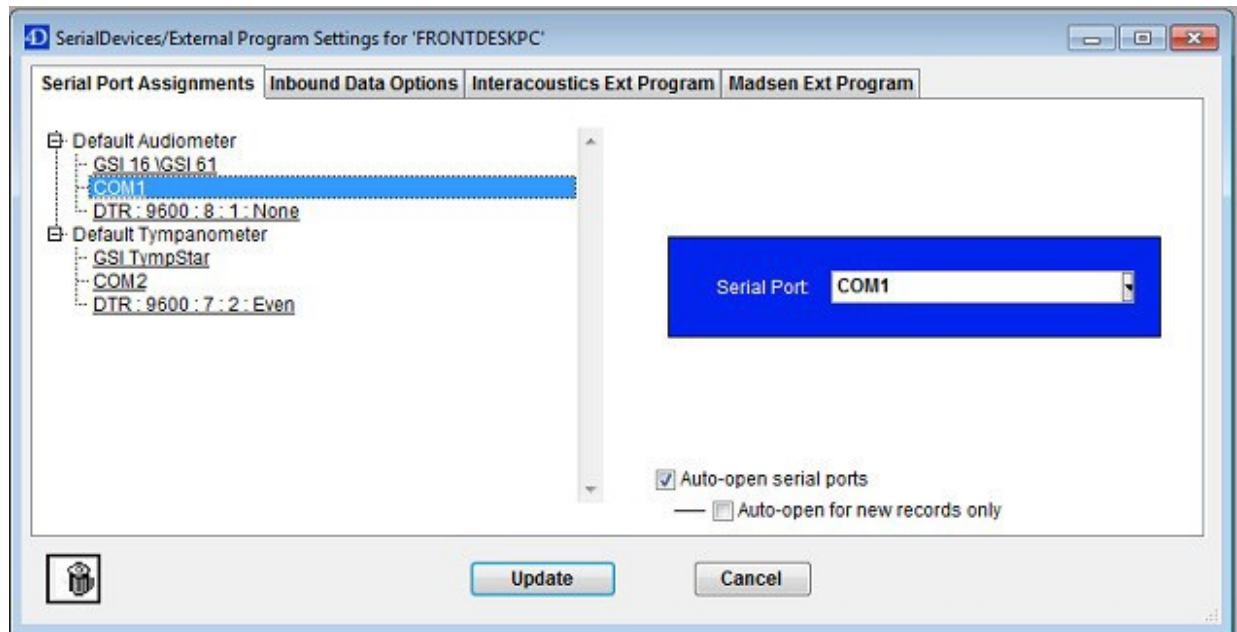 4D SerialDevices/External Program Settings for 'FRONTDESKPC'
Serial Port Assignments Inbound Data Options Interacoustics Ext Program Madsen Ext Program
Default Audiometer
GSI 16 \GSI 61
COM1
DTR : 9600 : 8 : 1 : None
Default Tympanometer
GSI TympStar
COM2
DTR : 9600 : 7 : 2 : Even
Serial Port: COM1
Auto-open serial ports
Auto-open for new records only
Update Cancel